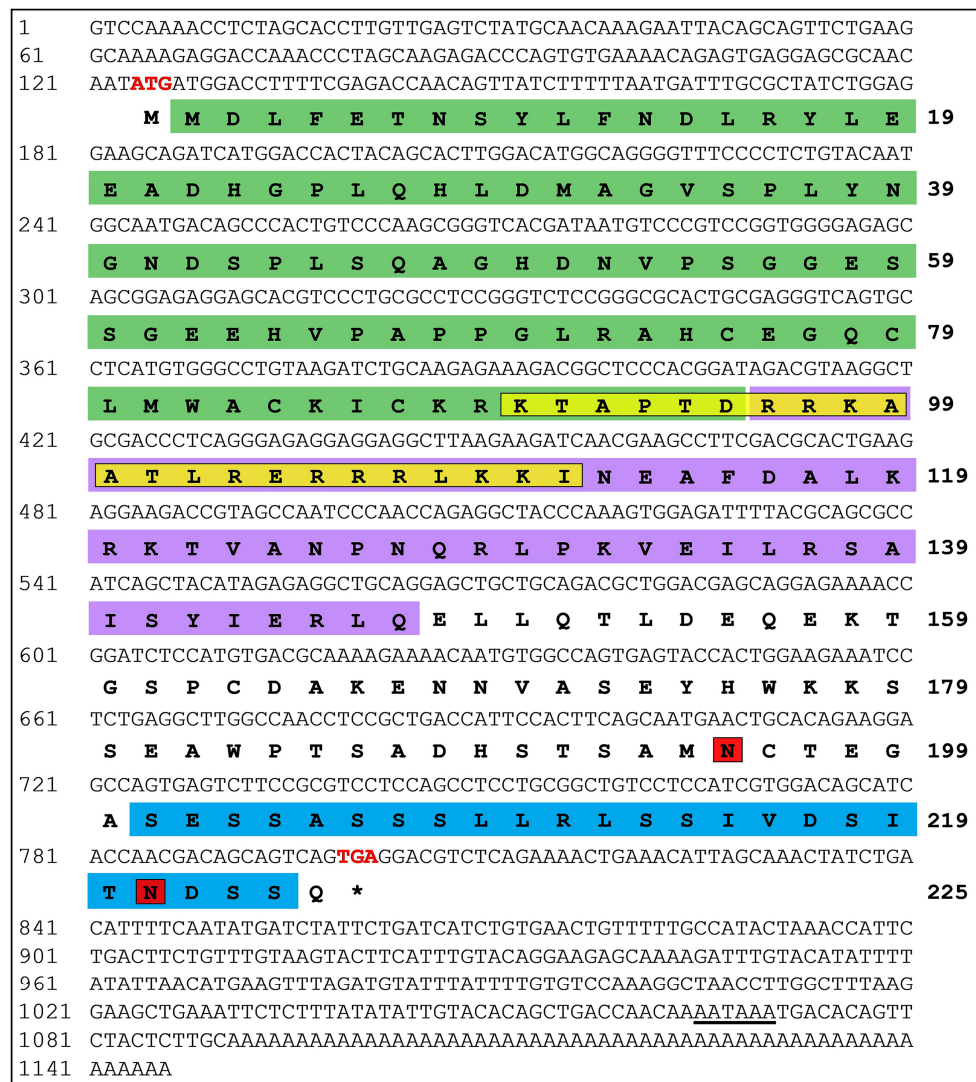 1 GTCCAAAACCTCTAGCACCTTGTTGAGTCTATGCAACAAAGAATTACAGCAGTTCTGAAG
61 GCAAAAGAGGACCAAACCCTAGCAAGAGACCCAGTGTGAAAACAGAGTGAGGAGCGCAAC
121 AATATGATGGACCTTTTCGAGACCAACAGTTATCTTTTTAATGATTTGCGCTATCTGGAG
M M D L F E T N S Y L F N D L R Y L E 19
181 GAAGCAGATCATGGACCACTACAGCACTTGGACATGGCAGGGGTTTCCCCTCTGTACAAT
E A D H G P L Q H L D M A G V S P L Y N 39
241 GGCAATGACAGCCCACTGTCCCAAGCGGGTCACGATAATGTCCCGTCCGGTGGGGAGAGC
G N D S P L S Q A G H D N V P S G G E S 59
301 AGCGGAGAGGAGCACGTCCCTGCGCCTCCGGGTCTCCGGGCGCACTGCGAGGGTCAGTGC
S G E E H V P A P P G L R A H C E G Q C 79
361 CTCATGTGGGCCTGTAAGATCTGCAAGAGAAAGACGGCTCCCACGGATAGACGTAAGGCT
L M W A C K I C K R K T A P T D R R K A 99
421 GCGACCCTCAGGGAGAGGAGGAGGCTTAAGAAGATCAACGAAGCCTTCGACGCACTGAAG
A T L R E R R R L K K I N E A F D A L K 119
481 AGGAAGACCGTAGCCAATCCCAACCAGAGGCTACCCAAAGTGGAGATTTTACGCAGCGCC
R K T V A N P N Q R L P K V E I L R S A 139
541 ATCAGCTACATAGAGAGGCTGCAGGAGCTGCTGCAGACGCTGGACGAGCAGGAGAAAACC
I S Y I E R L Q E L L Q T L D E Q E K T 159
601 GGATCTCCATGTGACGCAAAAGAAAACAATGTGGCCAGTGAGTACCACTGGAAGAAATCC
G S P C D A K E N N V A S E Y H W K K S 179
661 TCTGAGGCTTGGCCAACCTCCGCTGACCATTCCACTTCAGCAATGAACTGCACAGAAGGA
S E A W P T S A D H S T S A M N C T E G 199
721 GCCAGTGAGTCTTCCGCGTCCTCCAGCCTCCTGCGGCTGTCCTCCATCGTGGACAGCATC
A S E S S A S S S L L R L S S I V D S I 219
781 ACCAACGACAGCAGTCAGTGAGGACGTCTCAGAAAACTGAAACATTAGCAAACTATCTGA
T N D S S Q * 225
841 CATTTTCAATATGATCTATTCTGATCATCTGTGAACTGTTTTTGCCATACTAAACCATTC
901 TGACTTCTGTTTGTAAGTACTTCATTTGTACAGGAAGAGCAAAAGATTTGTACATATTTT
961 ATATTAACATGAAGTTTAGATGTATTTATTTTGTGTCCAAAGGCTAACCTTGGCTTTAAG
1021 GAAGCTGAAATTCTCTTTATATATTGTACACAGCTGACCAACAAAATAAATGACACAGTT
1081 CTACTCTTGCAAAAAAAAAAAAAAAAAAAAAAAAAAAAAAAAAAAAAAAAAAAAAAAAAA
1141 AAAAAA